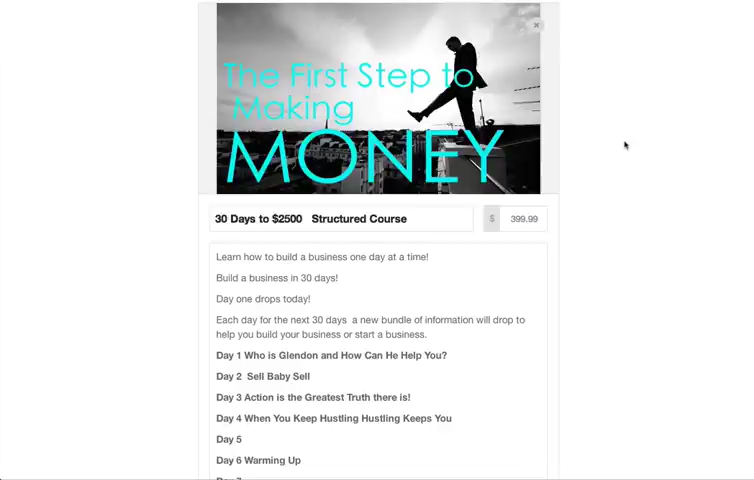 The First Step to
Making
MONEY
30 Days to $2500 Structured Course
$ 399.99
Learn how to build a business one day at a time!
Build a business in 30 days!
Day one drops today!
Each day for the next 30 days a new bundle of information will drop to
help you build your business or start a business.
Day 1 Who is Glendon and How Can He Help You?
Day 2 Sell Baby Sell
Day 3 Action is the Greatest Truth there is!
Day 4 When You Keep Hustling Hustling Keeps You
Day 5
Day 6 Warming Up